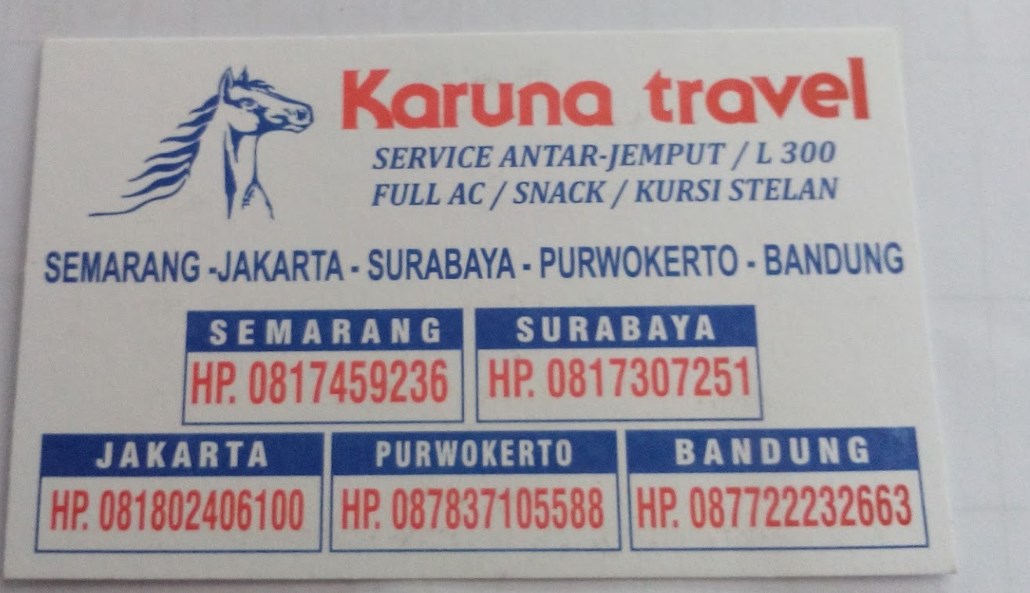 Karuna travel
SERVICE ANTAR-JEMPUT / L 300
FULL AC / SNACK / KURSI STELAN
SEMARANG -JAKARTA - SURABAYA - PURWOKERTO - BANDUNG
SEMARANG
HP. 0817459236
SURABAYA
HP. 0817307251
JAKARTA
HP. 081802406100
PURWOKERTO
HP. 087837105588
BANDUNG
HP. 087722232663